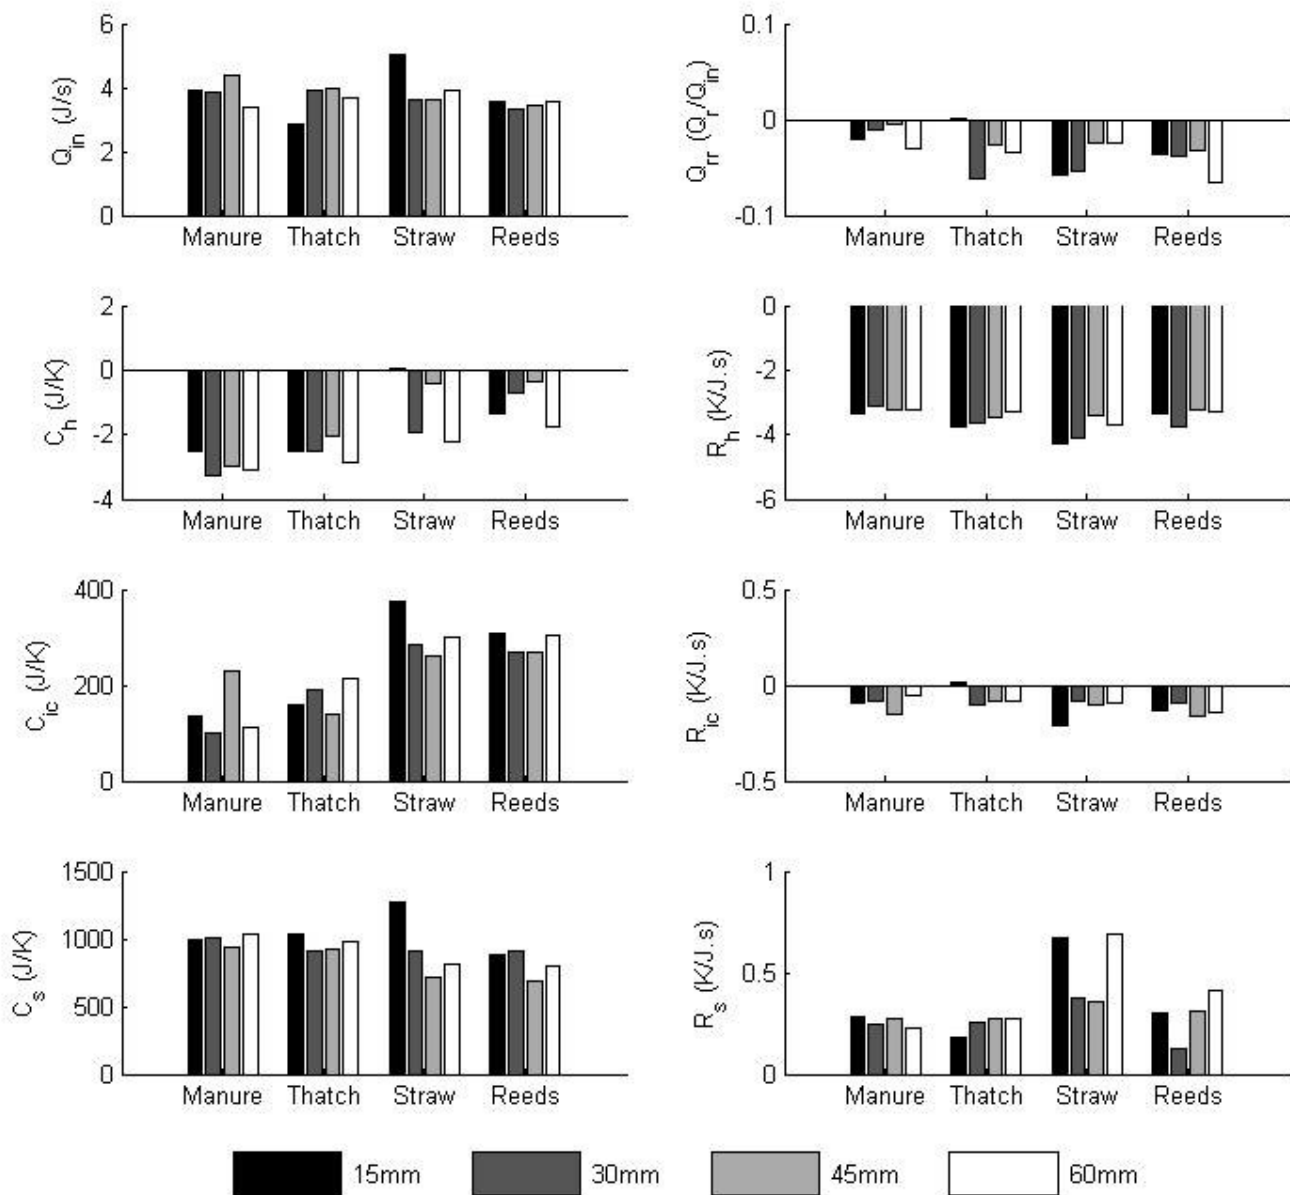 6
4
2
0
Q_in (J/s)
Manure Thatch Straw Reeds
0.1
0
-0.1
Q_rr (Q_r/Q_in)
Manure Thatch Straw Reeds
2
0
-2
-4
C_h (J/K)
Manure Thatch Straw Reeds
0
-2
-4
-6
R_h (K/J.s)
Manure Thatch Straw Reeds
400
200
0
C_ic (J/K)
Manure Thatch Straw Reeds
0.5
0
-0.5
R_ic (K/J.s)
Manure Thatch Straw Reeds
1500
1000
500
0
C_s (J/K)
Manure Thatch Straw Reeds
1
0.5
0
R_s (K/J.s)
Manure Thatch Straw Reeds
15mm 30mm 45mm 60mm